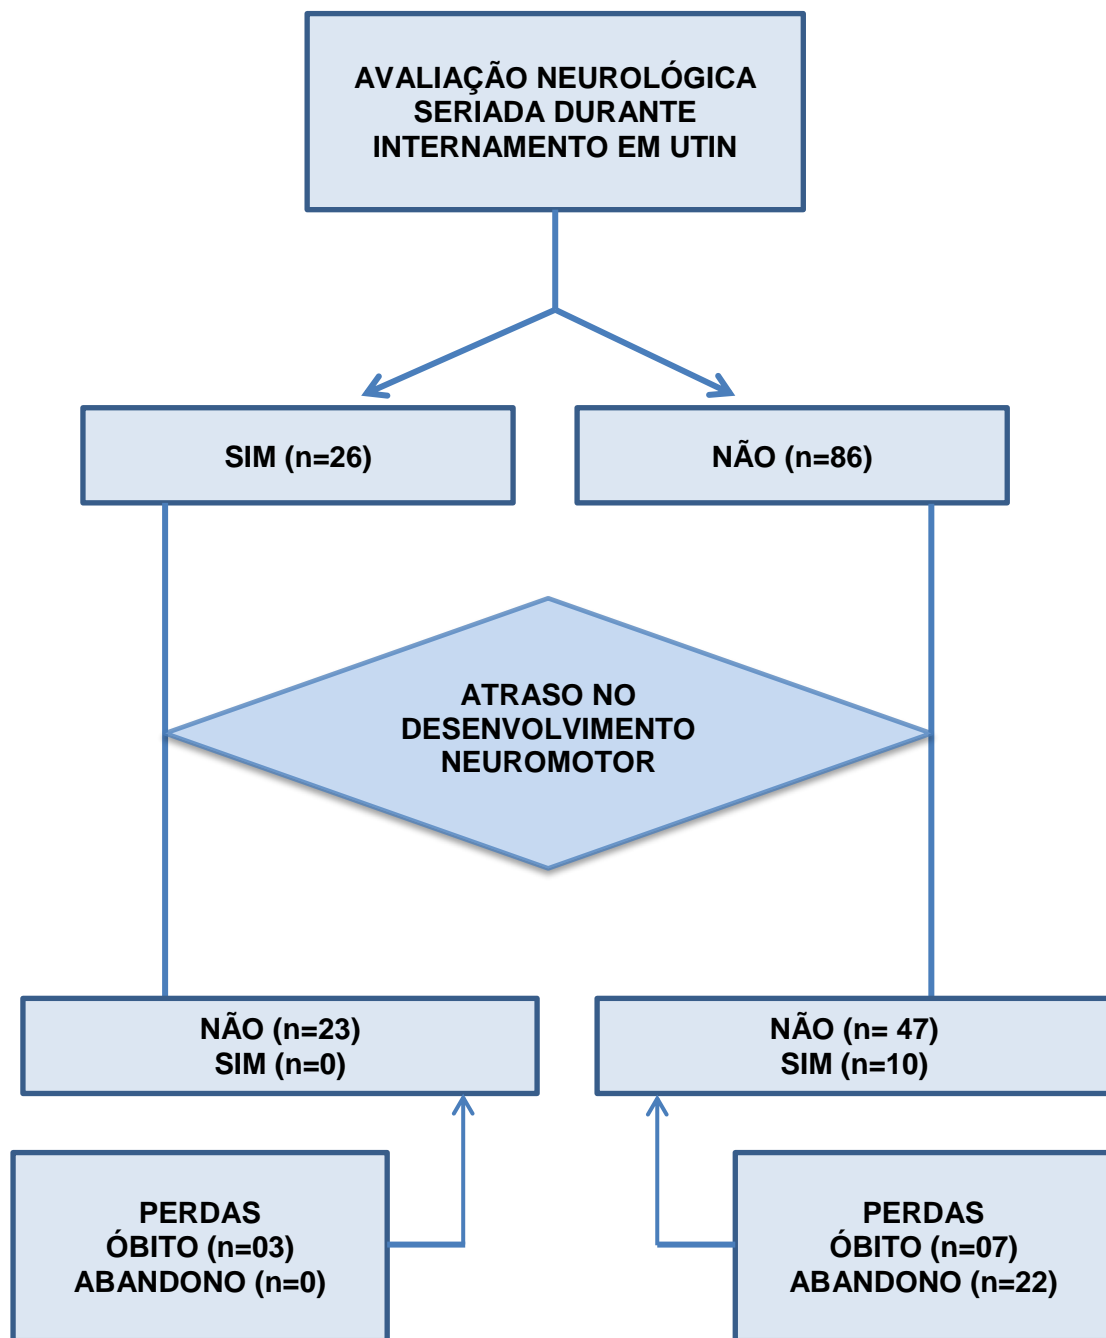 AVALIAÇÃO NEUROLÓGICA
SERIADA DURANTE
INTERNAMENTO EM UTIN
SIM (n=26)
NÃO (n=86)
ATRASO NO
DESENVOLVIMENTO
NEUROMOTOR
NÃO (n=23)
SIM (n=0)
NÃO (n= 47)
SIM (n=10)
PERDAS
ÓBITO (n=03)
ABANDONO (n=0)
PERDAS
ÓBITO (n=07)
ABANDONO (n=22)